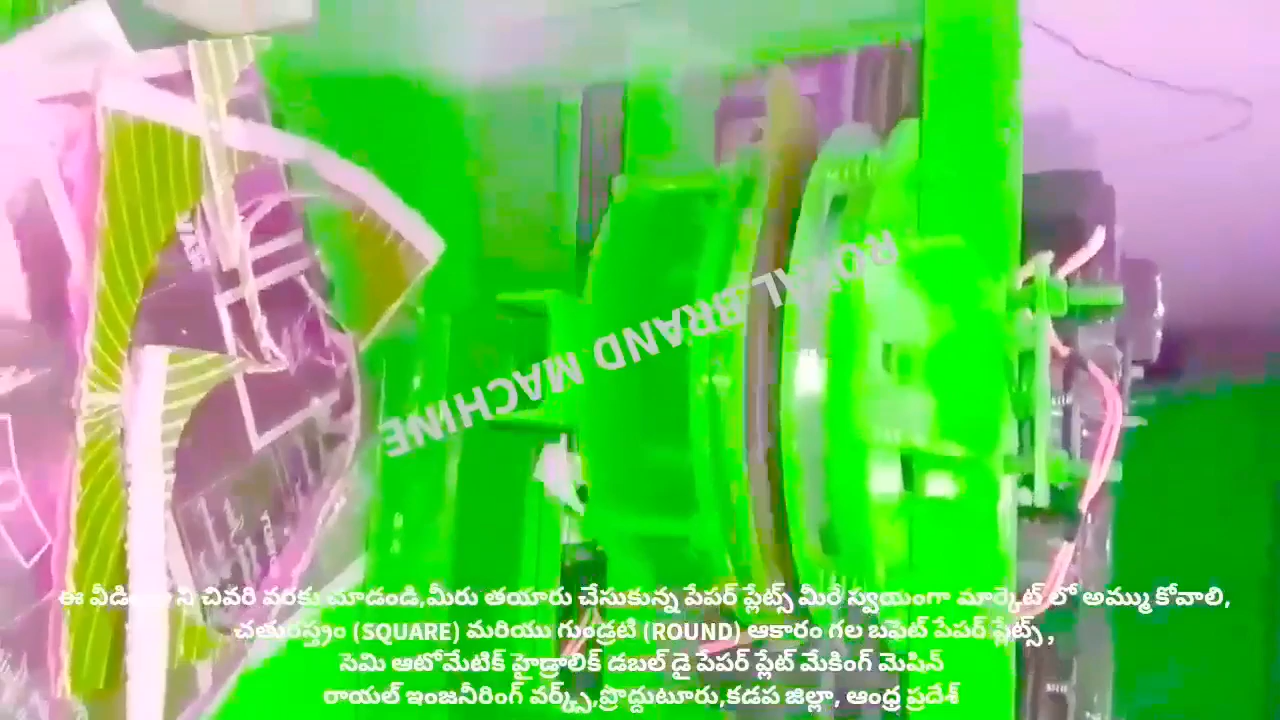 ROYAL BRAND MACHINE
ఈ వీడియో ని చివరి వరకు చూడండి,మీరు తయారు చేసుకున్న పేపర్ ప్లేట్స్ మీరే స్వయంగా మార్కెట్ లో అమ్ము కోవాలి,
చతురస్త్రం (SQUARE) మరియు గుండ్రటి (ROUND) ఆకారం గల బఫెట్ పేపర్ ప్లేట్స్ ,
సెమి ఆటోమేటిక్ హైడ్రాలిక్ డబల్ డై పేపర్ ప్లేట్ మేకింగ్ మెషిన్
రాయల్ ఇంజనీరింగ్ వర్క్స్,ప్రొద్దుటూరు,కడప జిల్లా, ఆంధ్ర ప్రదేశ్